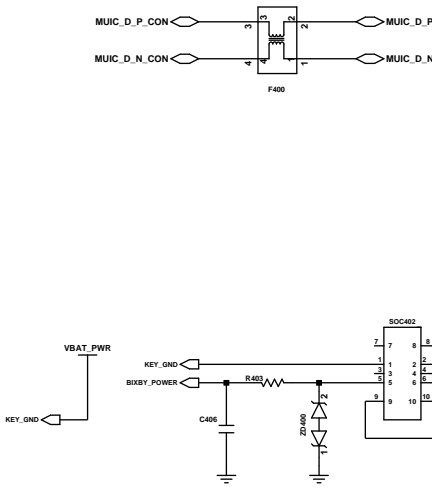 MUIC_D_P_CON 3 3 2 2 MUIC_D_P
MUIC_D_N_CON 4 4 1 1 MUIC_D_N
F400
SOC402
VBAT_PWR
7 7 8 8
KEY_GND 1 1 2 2
3 3 4 4
BIXBY_POWER R403 5 5 6 6
9 9 10 10
KEY_GND
C406
ZD400
2
1